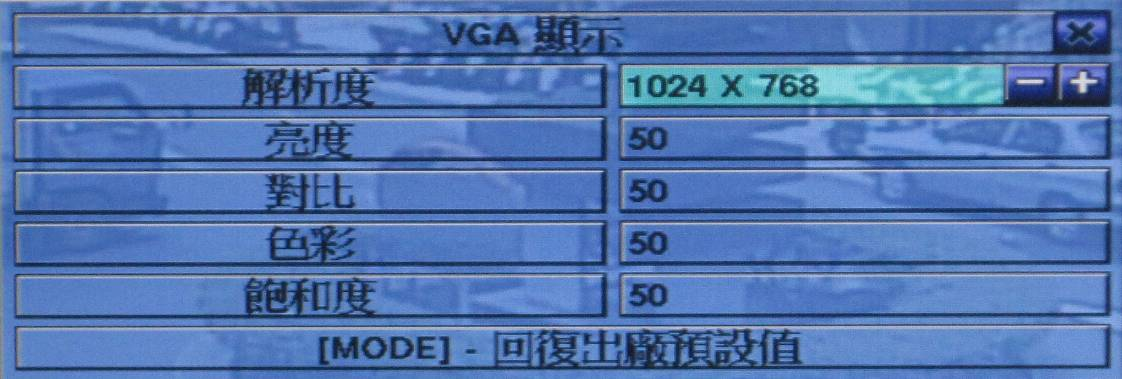 VGA 顯示
解析度 1024 X 768
亮度 50
對比 50
色彩 50
飽和度 50
[MODE] - 回復出廠預設值